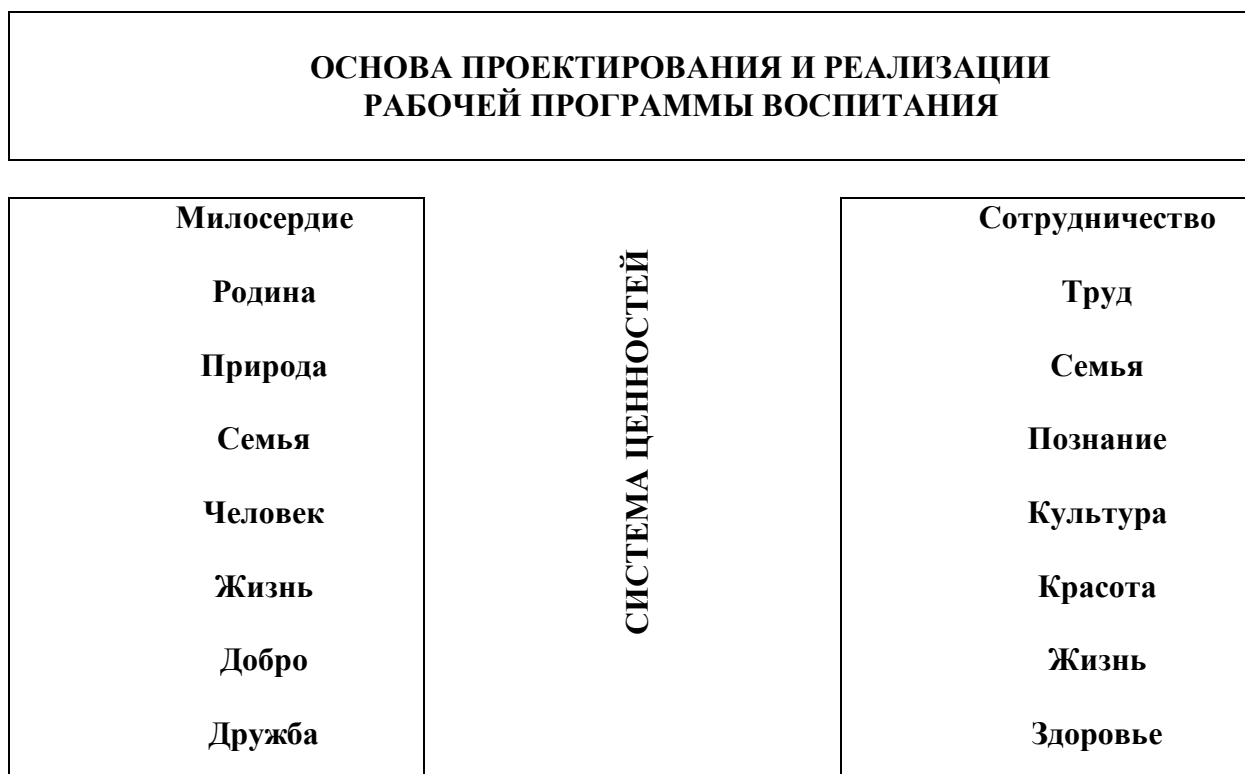 ОСНОВА ПРОЕКТИРОВАНИЯ И РЕАЛИЗАЦИИ
РАБОЧЕЙ ПРОГРАММЫ ВОСПИТАНИЯ
Милосердие
Родина
Природа
Семья
Человек
Жизнь
Добро
Дружба
СИСТЕМА ЦЕННОСТЕЙ
Сотрудничество
Труд
Семья
Познание
Культура
Красота
Жизнь
Здоровье